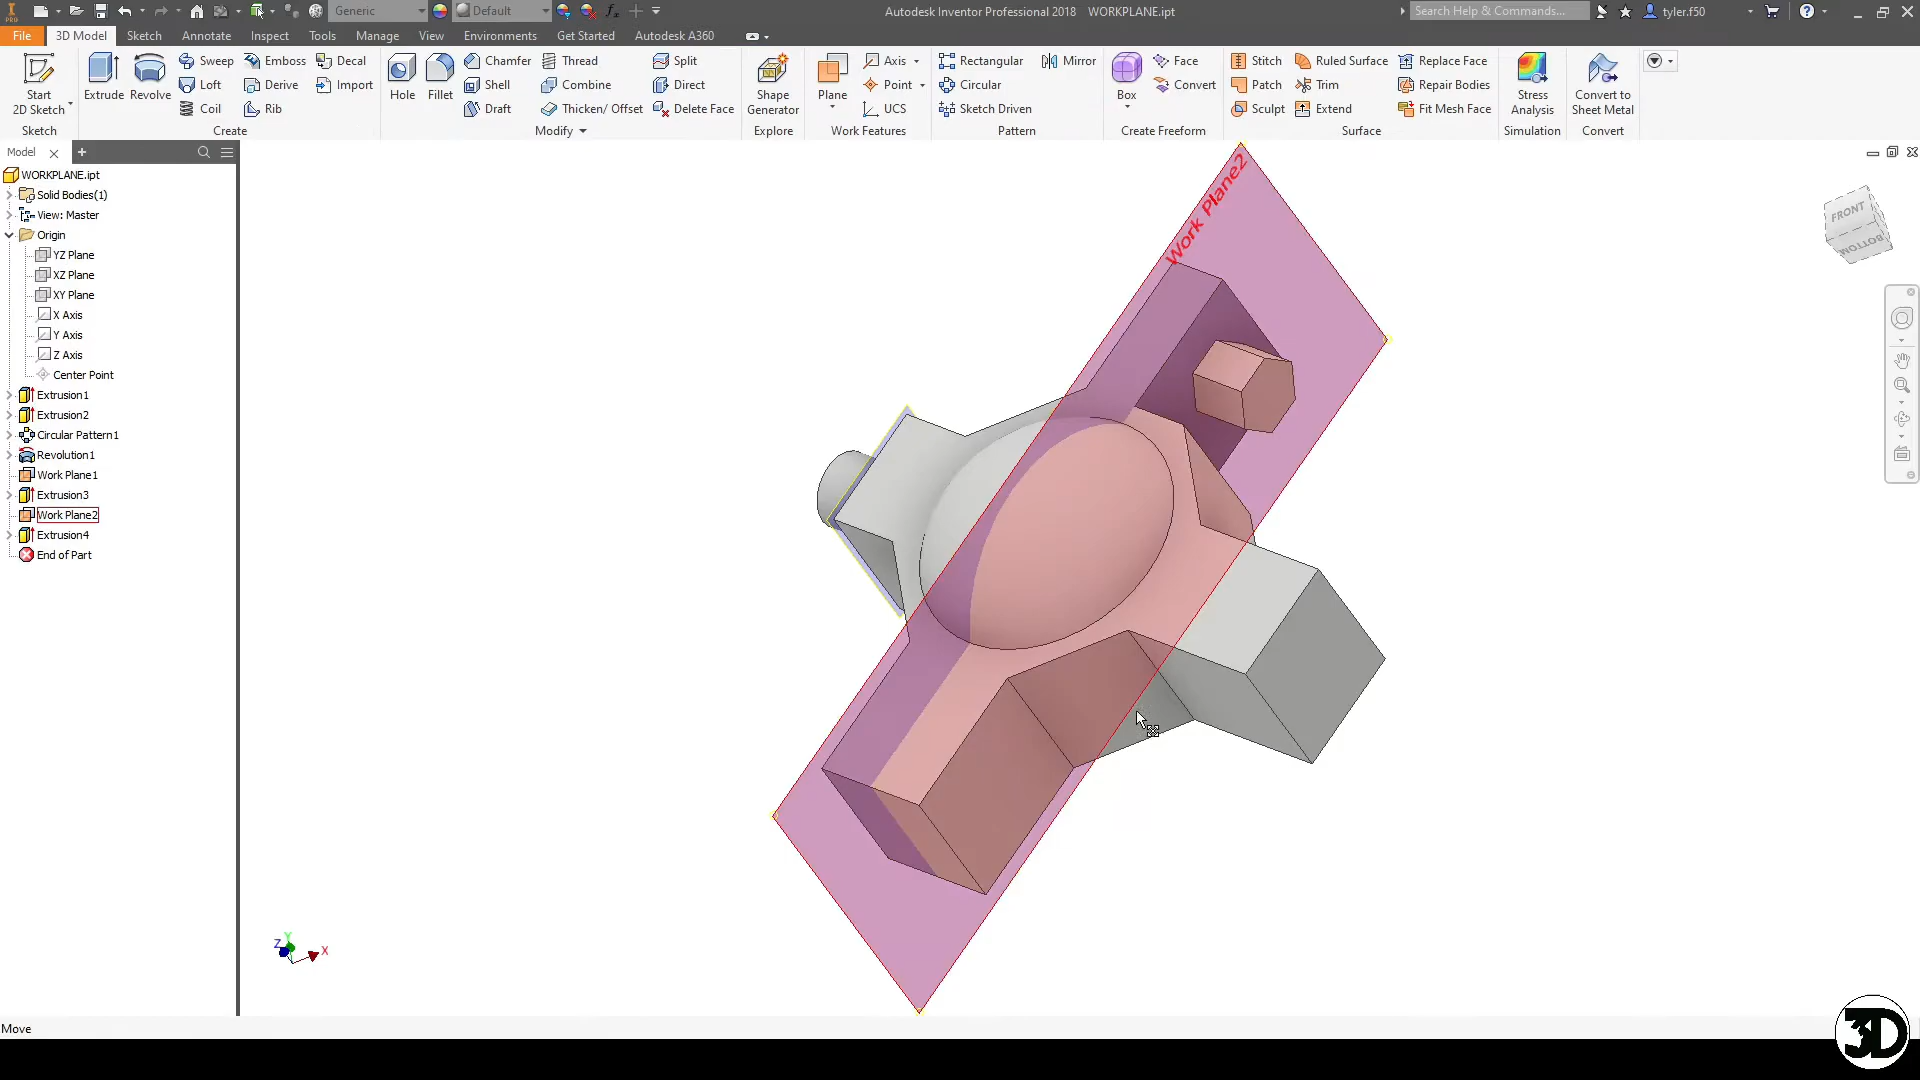 PRO
Generic
Default
Autodesk Inventor Professional 2018 WORKPLANE.ipt
Search Help & Commands...
tyler.f50
File
3D Model
Sketch
Annotate
Inspect
Tools
Manage
View
Environments
Get Started
Autodesk A360
Start
2D Sketch
Sketch
Extrude
Revolve
Sweep
Loft
Coil
Emboss
Derive
Rib
Decal
Import
Create
Hole
Fillet
Chamfer
Shell
Draft
Thread
Combine
Thicken/ Offset
Split
Direct
Delete Face
Modify
Shape
Generator
Explore
Plane
Axis
Point
UCS
Work Features
Rectangular
Circular
Sketch Driven
Mirror
Pattern
Box
Face
Convert
Create Freeform
Stitch
Patch
Sculpt
Ruled Surface
Trim
Extend
Replace Face
Repair Bodies
Fit Mesh Face
Surface
Stress
Analysis
Simulation
Convert to
Sheet Metal
Convert
Model
WORKPLANE.ipt
Solid Bodies(1)
View: Master
Origin
YZ Plane
XZ Plane
XY Plane
X Axis
Y Axis
Z Axis
Center Point
Extrusion1
Extrusion2
Circular Pattern1
Revolution1
Work Plane1
Extrusion3
Work Plane2
Extrusion4
End of Part
Work Plane2
FRONT
BOTTOM
Z
Y
X
Move
3D